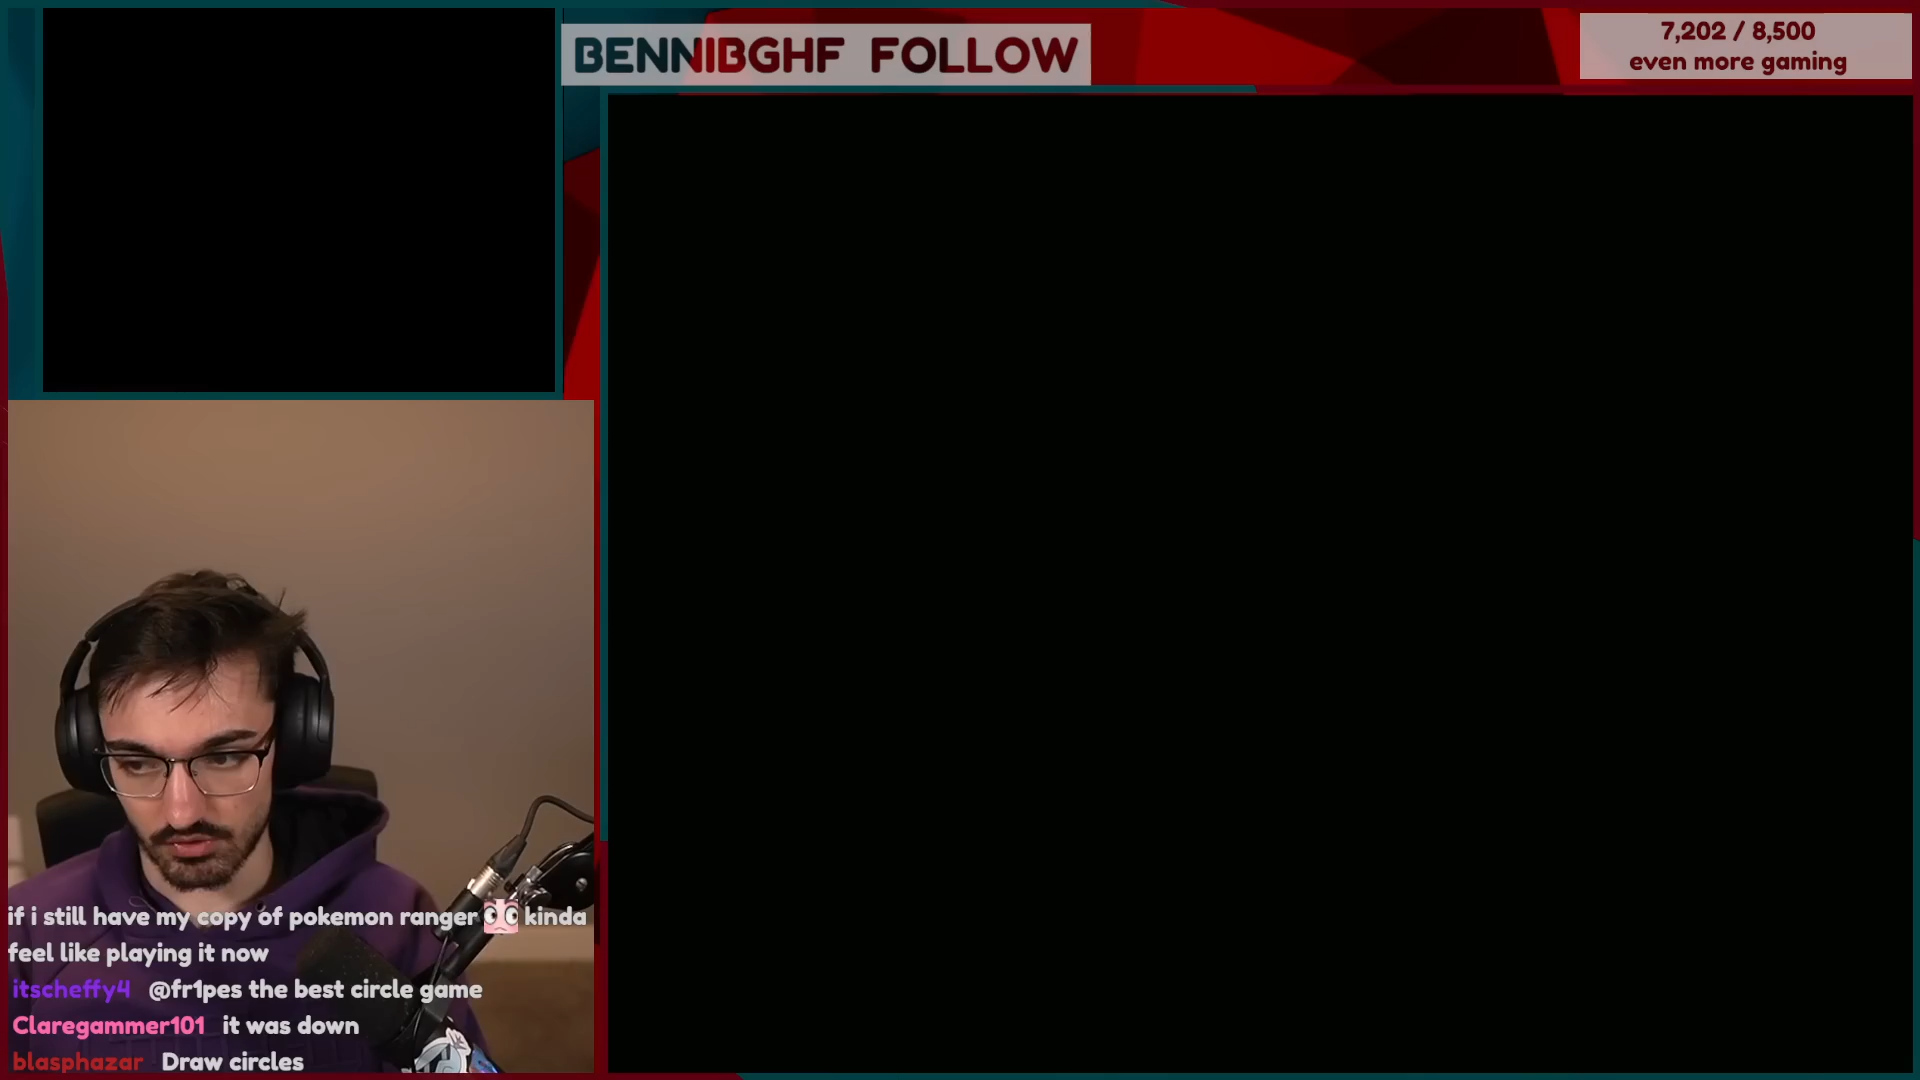 BENNIBGHF FOLLOW
7,202 / 8,500
even more gaming
if i still have my copy of pokemon ranger kinda
feel like playing it now
itscheffy4 @fr1pes the best circle game
Claregammer101 it was down
blasphazar Draw circles